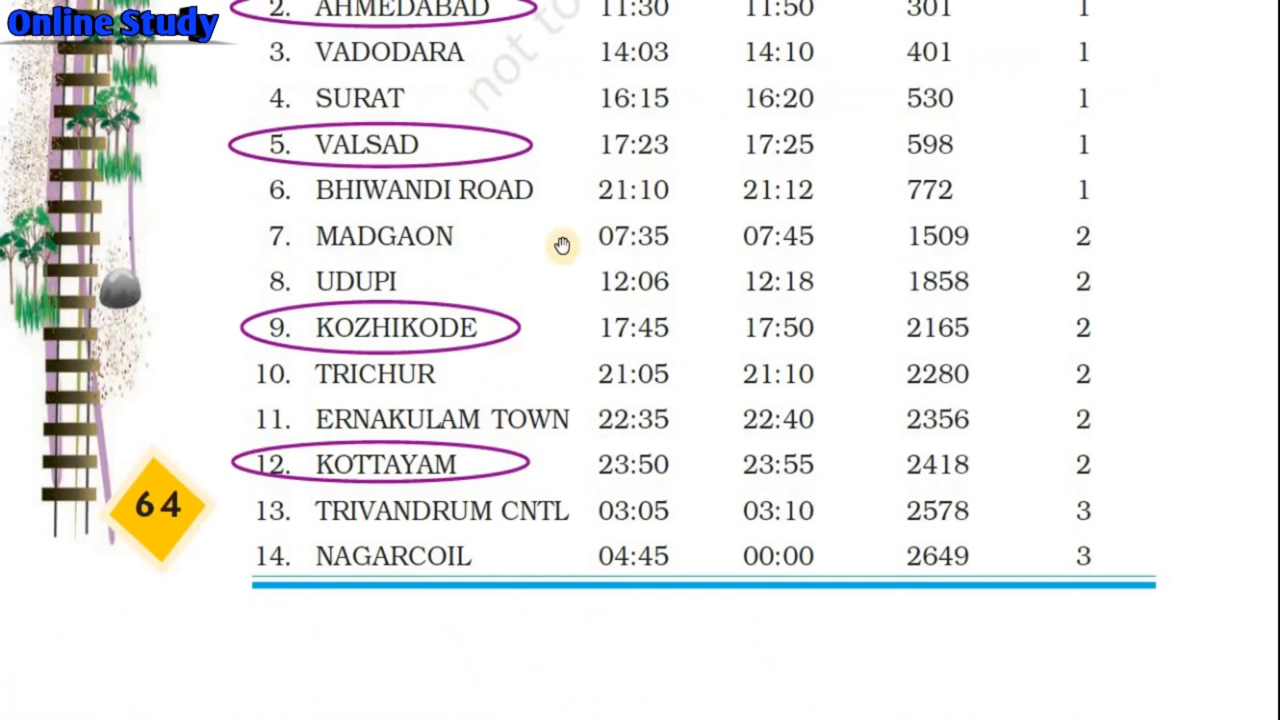 Online Study
2. AHMEDABAD 11:30 11:50 301 1
not to
3. VADODARA 14:03 14:10 401 1
4. SURAT 16:15 16:20 530 1
5. VALSAD 17:23 17:25 598 1
6. BHIWANDI ROAD 21:10 21:12 772 1
7. MADGAON 07:35 07:45 1509 2
8. UDUPI 12:06 12:18 1858 2
9. KOZHIKODE 17:45 17:50 2165 2
10. TRICHUR 21:05 21:10 2280 2
11. ERNAKULAM TOWN 22:35 22:40 2356 2
12. KOTTAYAM 23:50 23:55 2418 2
13. TRIVANDRUM CNTL 03:05 03:10 2578 3
14. NAGARCOIL 04:45 00:00 2649 3
64